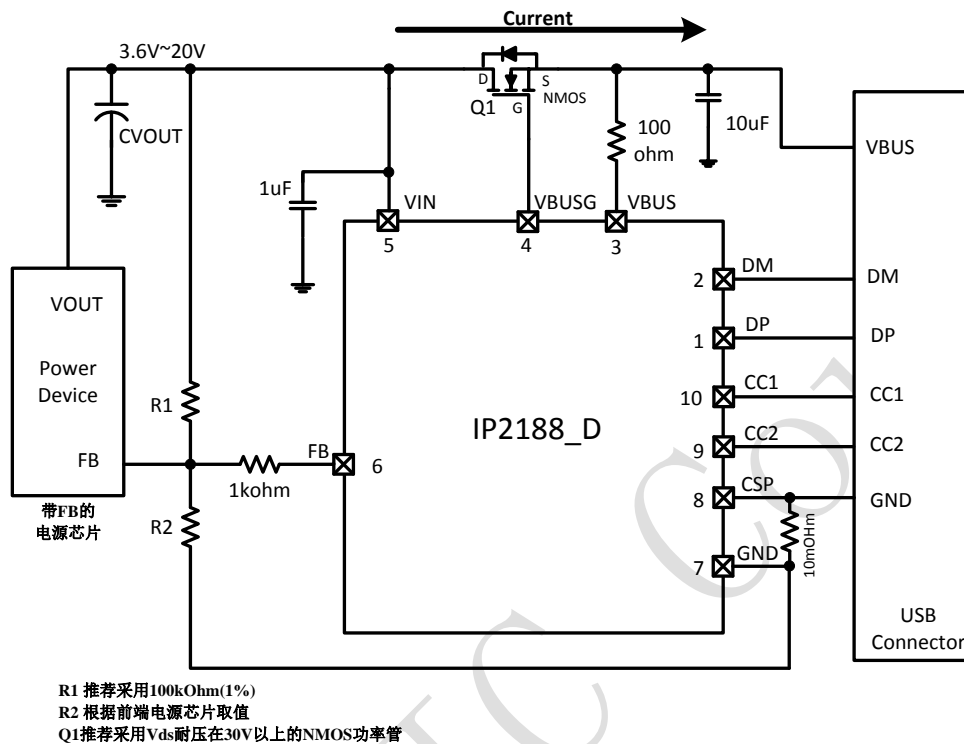 Current
3.6V~20V
D
S
G
NMOS
Q1
CVOUT
100
ohm
10uF
VBUS
1uF
VIN
VBUSG
VBUS
5
4
3
2
DM
DM
VOUT
1
DP
DP
Power
Device
R1
10
CC1
CC1
IP2188_D
9
CC2
CC2
FB
FB
6
1kohm
8
CSP
GND
带FB的
电源芯片
R2
10mOHm
7
GND
USB
Connector
R1 推荐采用100kOhm(1%)
R2 根据前端电源芯片取值
Q1推荐采用Vds耐压在30V以上的NMOS功率管